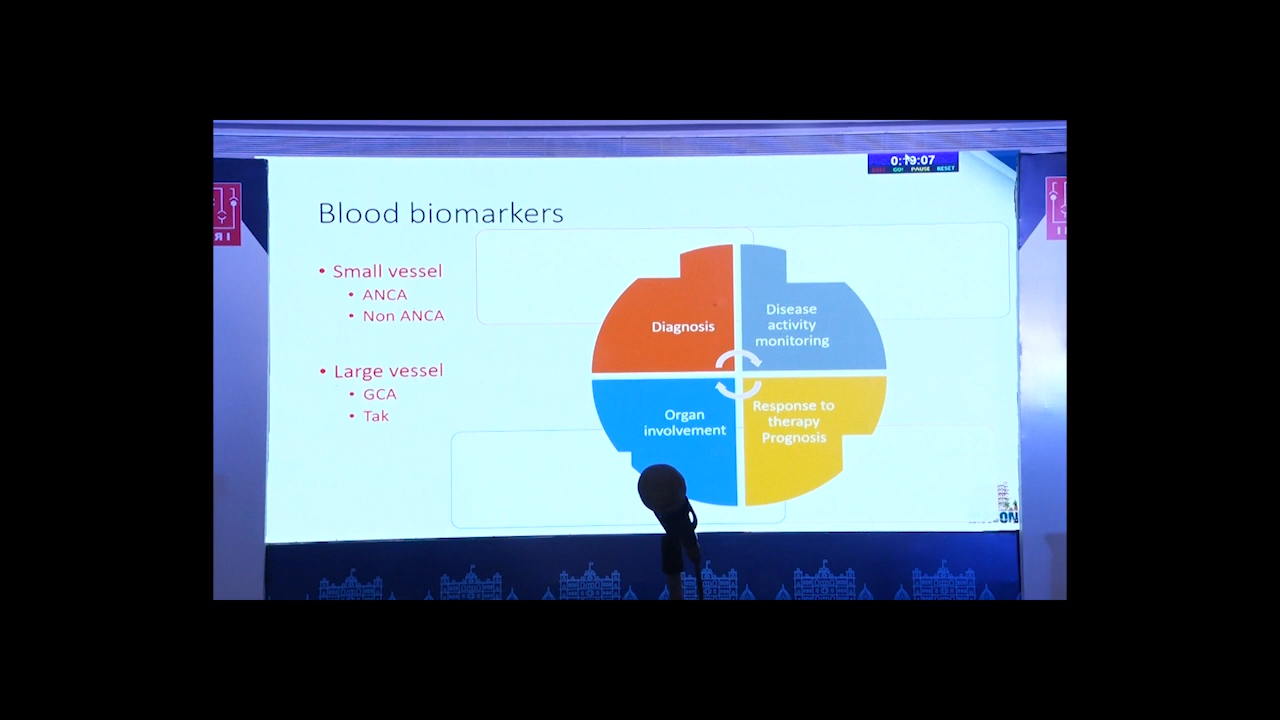 0:19:07
GO! PAUSE RESET
Blood biomarkers
• Small vessel
• ANCA
• Non ANCA
• Large vessel
• GCA
• Tak
Diagnosis
Disease
activity
monitoring
Organ
involvement
Response to
therapy
Prognosis
ON